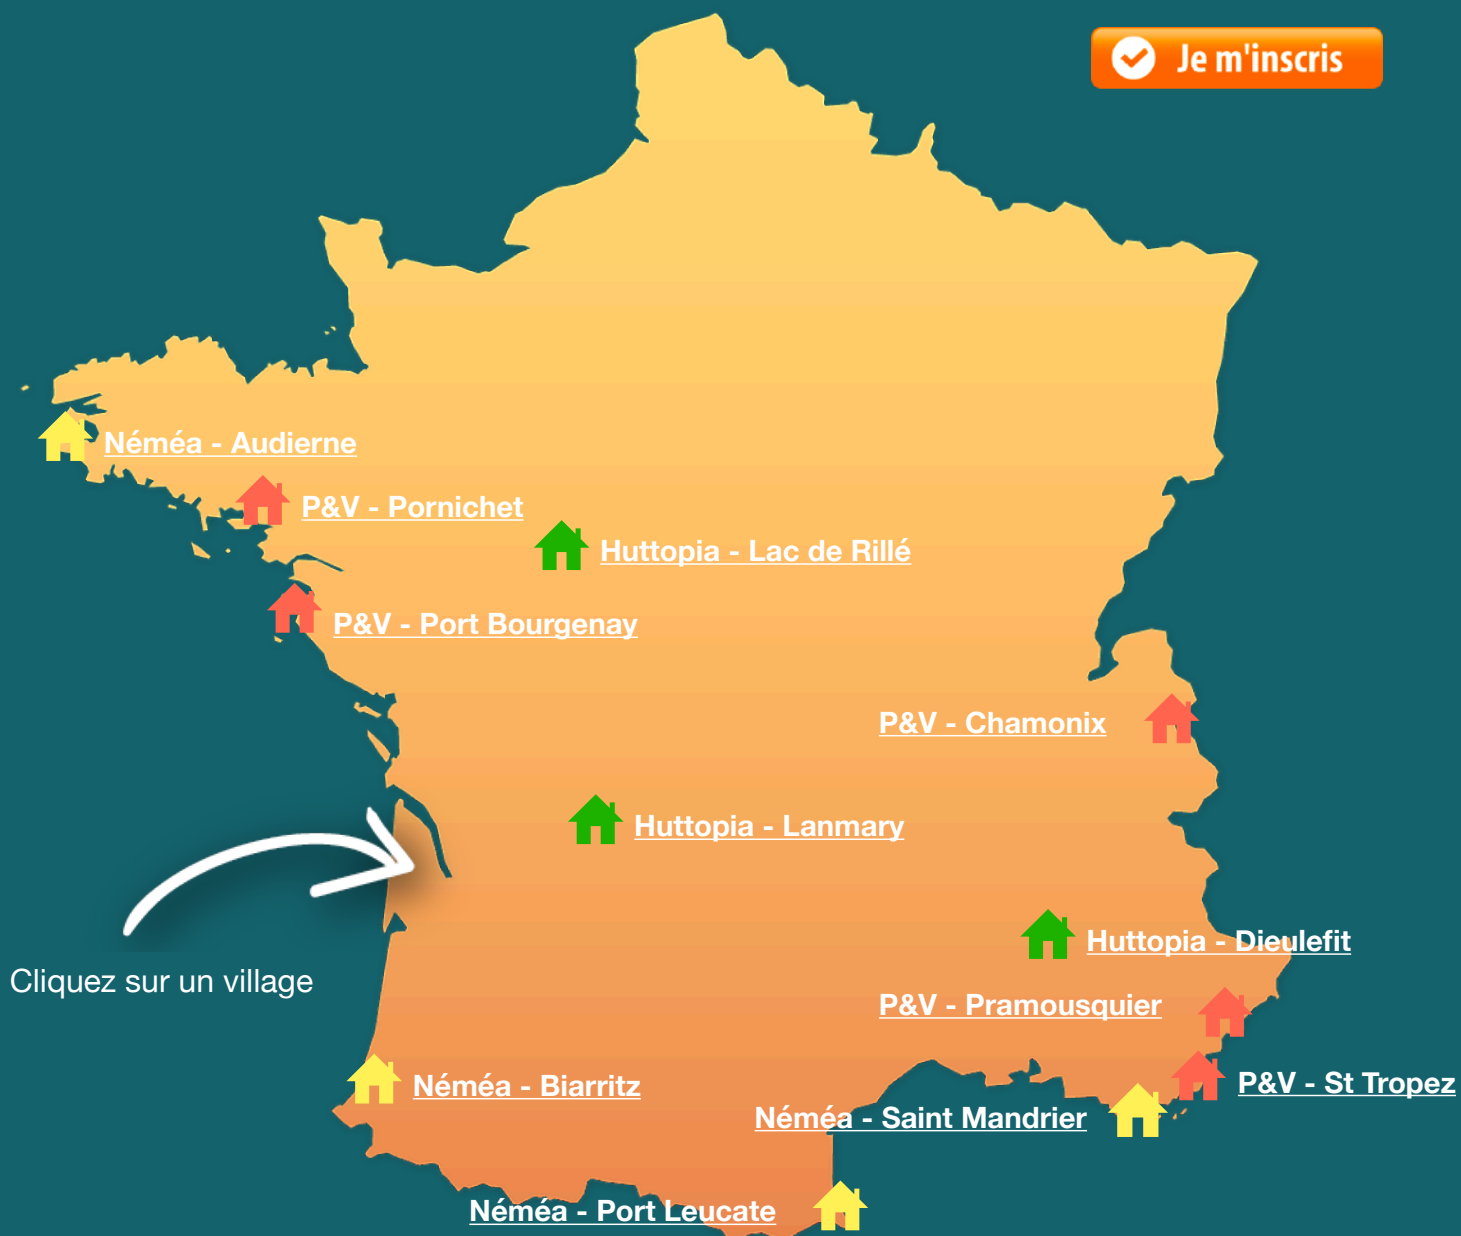 Je m'inscris
Néméa - Audierne
P&V - Pornichet
Huttopia - Lac de Rillé
P&V - Port Bourgenay
P&V - Chamonix
Huttopia - Lanmary
Huttopia - Dieulefit
Cliquez sur un village
P&V - Pramousquier
Néméa - Biarritz
P&V - St Tropez
Néméa - Saint Mandrier
Néméa - Port Leucate